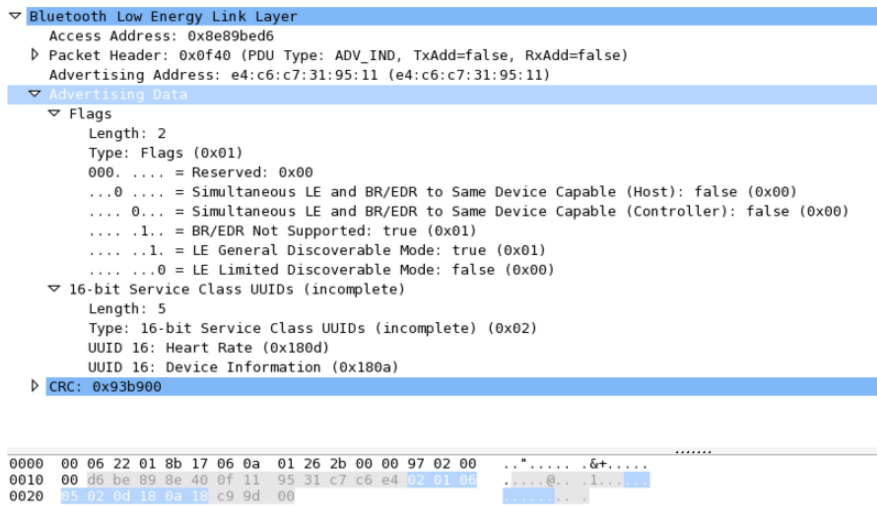 Bluetooth Low Energy Link Layer
Access Address: 0x8e89bed6
Packet Header: 0x0f40 (PDU Type: ADV_IND, TxAdd=false, RxAdd=false)
Advertising Address: e4:c6:c7:31:95:11 (e4:c6:c7:31:95:11)
Advertising Data
Flags
Length: 2
Type: Flags (0x01)
000. .... = Reserved: 0x00
...0 .... = Simultaneous LE and BR/EDR to Same Device Capable (Host): false (0x00)
.... 0... = Simultaneous LE and BR/EDR to Same Device Capable (Controller): false (0x00)
.... .1.. = BR/EDR Not Supported: true (0x01)
.... ..1. = LE General Discoverable Mode: true (0x01)
.... ...0 = LE Limited Discoverable Mode: false (0x00)
16-bit Service Class UUIDs (incomplete)
Length: 5
Type: 16-bit Service Class UUIDs (incomplete) (0x02)
UUID 16: Heart Rate (0x180d)
UUID 16: Device Information (0x180a)
CRC: 0x93b900
0000 00 06 22 01 8b 17 06 0a 01 26 2b 00 00 97 02 00 .."..... .&+.....
0010 00 d6 be 89 8e 40 0f 11 95 31 c7 c6 e4 02 01 06 .....@.. .1......
0020 05 02 0d 18 0a 18 c9 9d 00 ........ .